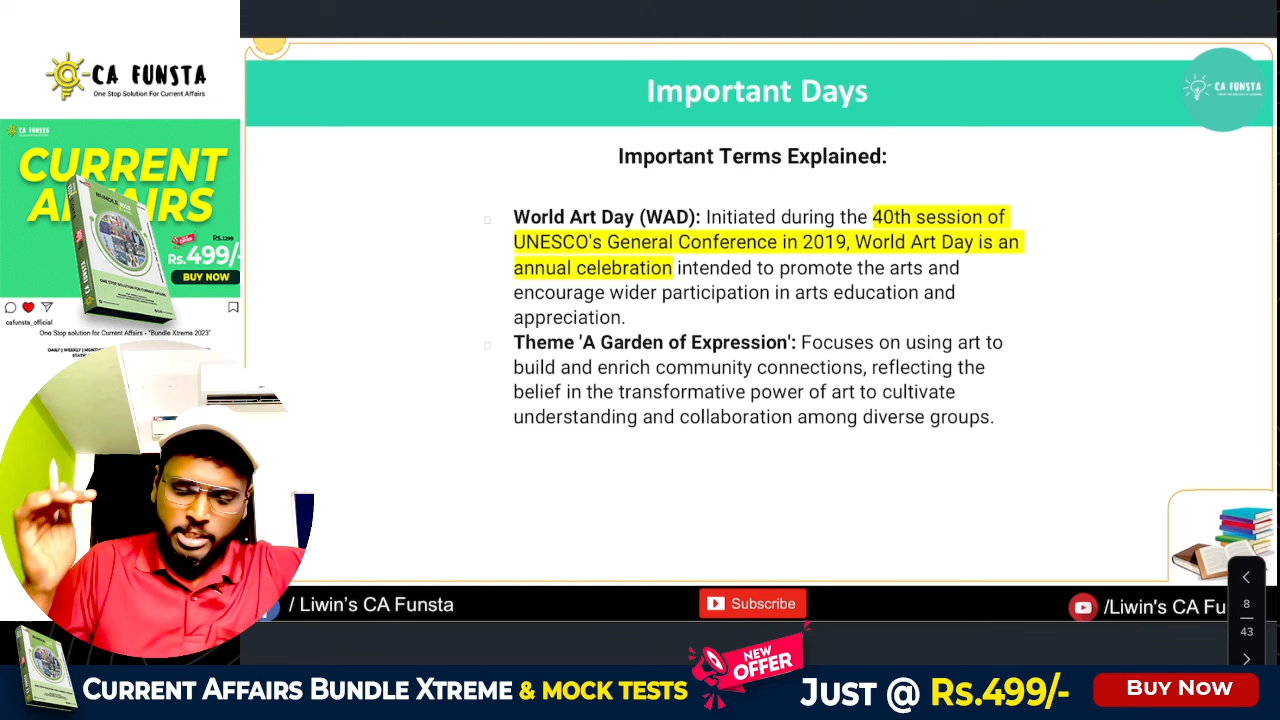 CA FUNSTA
One Stop Solution For Current Affairs
CA FUNSTA
CURRENT
AFFAIRS
BUNDLE
Rs.1299
Rs.499/-
BUY NOW
cafunsta_official
One Stop solution for Current Affairs - "Bundle Xtreme 2023"
Important Days
CA FUNSTA
Important Terms Explained:
World Art Day (WAD): Initiated during the 40th session of
UNESCO's General Conference in 2019, World Art Day is an
annual celebration intended to promote the arts and
encourage wider participation in arts education and
appreciation.
Theme 'A Garden of Expression': Focuses on using art to
build and enrich community connections, reflecting the
belief in the transformative power of art to cultivate
understanding and collaboration among diverse groups.
/ Liwin's CA Funsta
Subscribe
/Liwin's CA Fu
8
43
CURRENT AFFAIRS BUNDLE XTREME & MOCK TESTS
NEW
OFFER
JUST @ Rs.499/-
BUY NOW